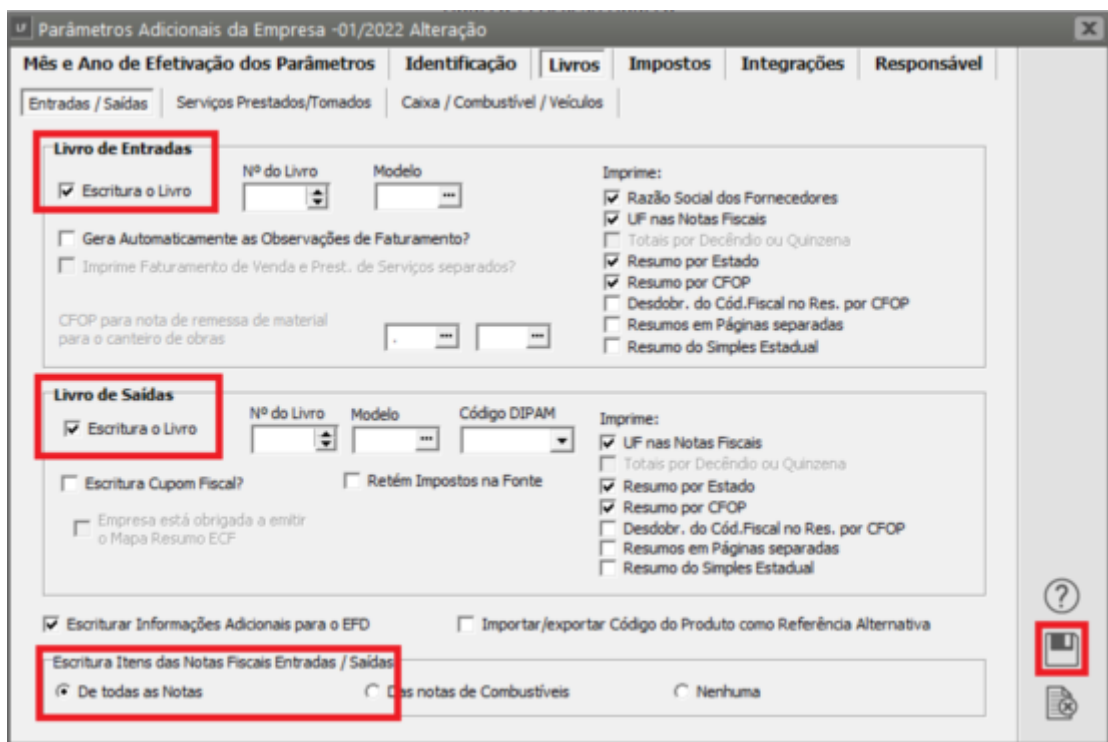 Parâmetros Adicionais da Empresa -01/2022 Alteração
Mês e Ano de Efetivação dos Parâmetros Identificação Livros Impostos Integrações Responsável
Entradas / Saídas Serviços Prestados/Tomados Caixa / Combustível / Veículos
Livro de Entradas
Escritura o Livro
Nº do Livro Modelo
Gera Automaticamente as Observações de Faturamento?
Imprime Faturamento de Venda e Prest. de Serviços separados?
CFOP para nota de remessa de material
para o canteiro de obras
Imprime:
Razão Social dos Fornecedores
UF nas Notas Fiscais
Totais por Decêndio ou Quinzena
Resumo por Estado
Resumo por CFOP
Desdobr. do Cód.Fiscal no Res. por CFOP
Resumos em Páginas separadas
Resumo do Simples Estadual
Livro de Saídas
Escritura o Livro
Nº do Livro Modelo Código DIPAM
Escritura Cupom Fiscal? Retém Impostos na Fonte
Empresa está obrigada a emitir
o Mapa Resumo ECF
Imprime:
UF nas Notas Fiscais
Totais por Decêndio ou Quinzena
Resumo por Estado
Resumo por CFOP
Desdobr. do Cód.Fiscal no Res. por CFOP
Resumos em Páginas separadas
Resumo do Simples Estadual
Escriturar Informações Adicionais para o EFD Importar/exportar Código do Produto como Referência Alternativa
Escritura Itens das Notas Fiscais Entradas / Saídas
De todas as Notas Das notas de Combustíveis Nenhuma